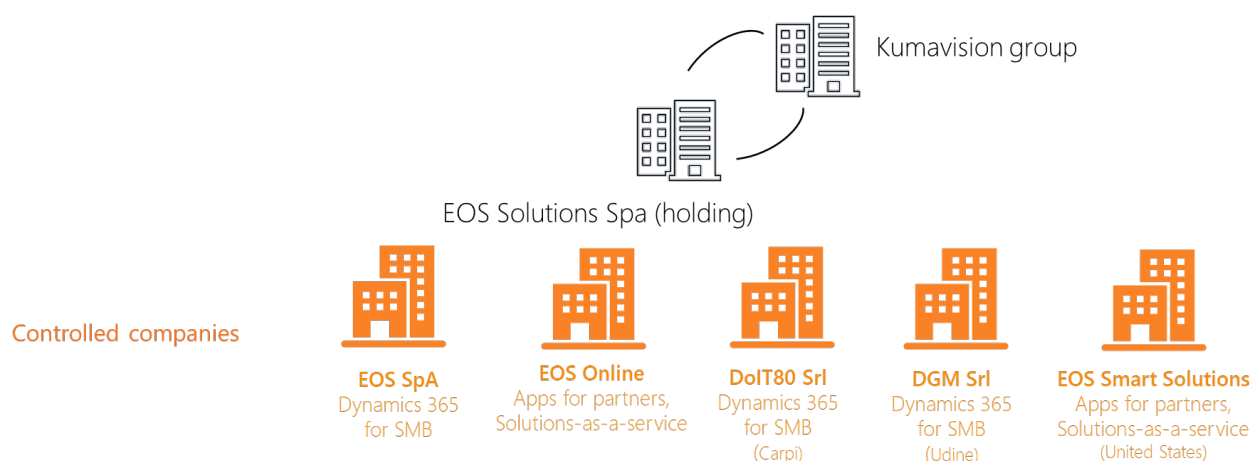 Kumavision group
EOS Solutions Spa (holding)
Controlled companies
EOS SpA
Dynamics 365
for SMB
EOS Online
Apps for partners,
Solutions-as-a-service
DoIT80 Srl
Dynamics 365
for SMB
(Carpi)
DGM Srl
Dynamics 365
for SMB
(Udine)
EOS Smart Solutions
Apps for partners,
Solutions-as-a-service
(United States)